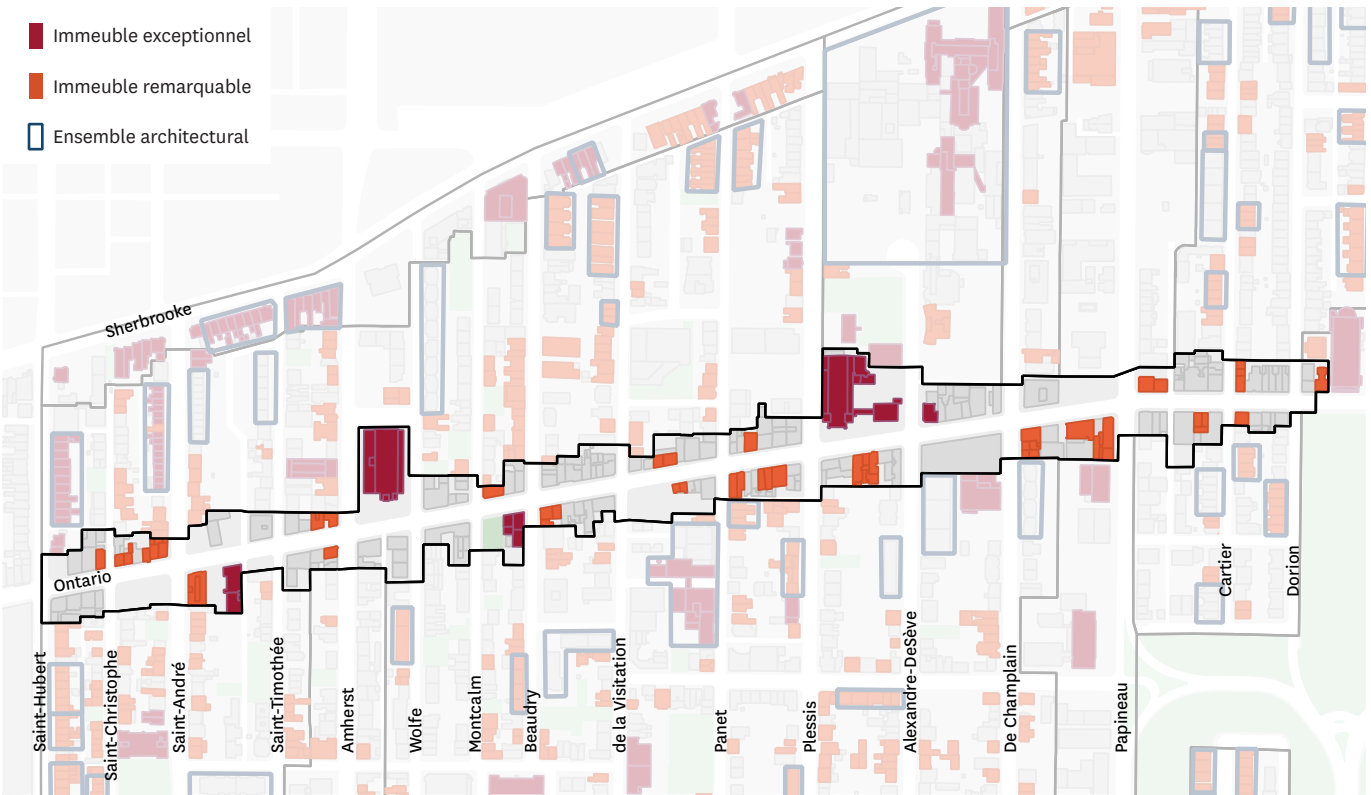 Immeuble exceptionnel
Immeuble remarquable
Ensemble architectural
Sherbrooke
Ontario
Saint-Hubert
Saint-Christophe
Saint-André
Saint-Timothée
Amherst
Wolfe
Montcalm
Beaudry
de la Visitation
Panet
Plessis
Alexandre-DeSève
De Champlain
Papineau
Cartier
Dorion